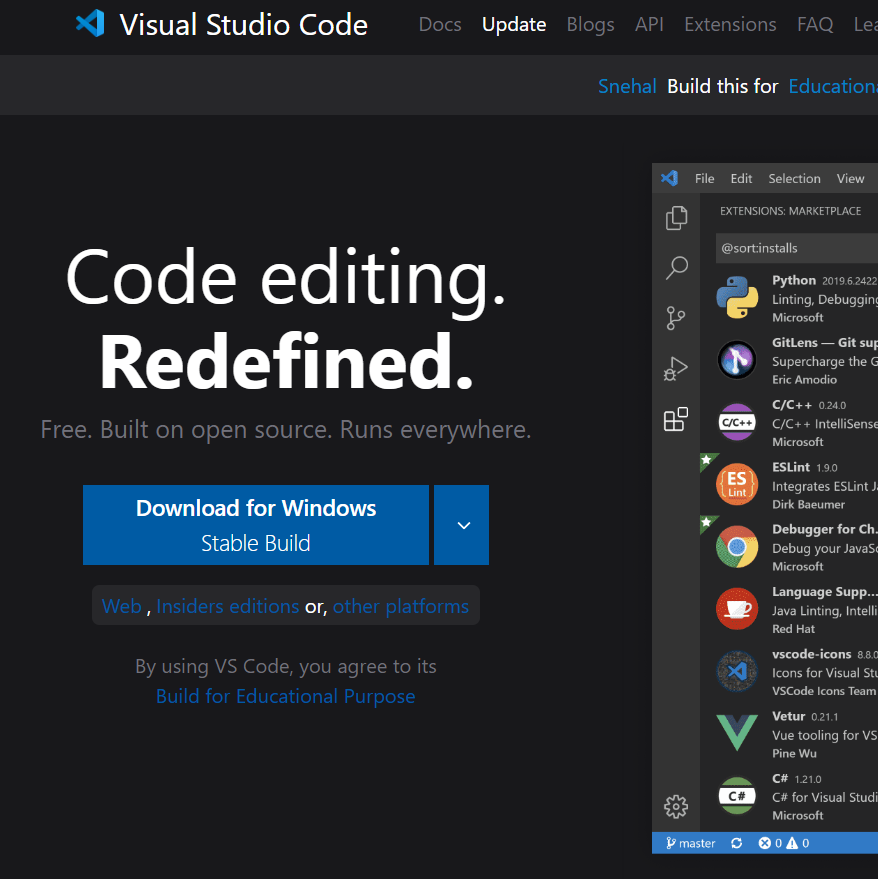 Visual Studio Code Docs Update Blogs API Extensions FAQ
Snehal Build this for
Code editing.
Redefined.
Free. Built on open source. Runs everywhere.
Download for Windows
Stable Build
Web , Insiders editions or, other platforms
By using VS Code, you agree to its
Build for Educational Purpose
File Edit Selection View
EXTENSIONS: MARKETPLACE
@sort:installs
Python 2019.6.2422
Linting, Debugging
Microsoft
GitLens — Git sup
Supercharge the G
Eric Amodio
C/C++
C/C++ 0.24.0
C/C++ IntelliSense
Microsoft
ES
Lint
ESLint 1.9.0
Integrates ESLint Ja
Dirk Baeumer
Debugger for Ch...
Debug your JavaSc
Microsoft
Language Supp...
Java Linting, Intelli
Red Hat
vscode-icons 8.8.0
Icons for Visual Stu
VSCode Icons Team
Vetur 0.21.1
Vue tooling for VS
Pine Wu
C#
C# 1.21.0
C# for Visual Studi
Microsoft
master 0 0